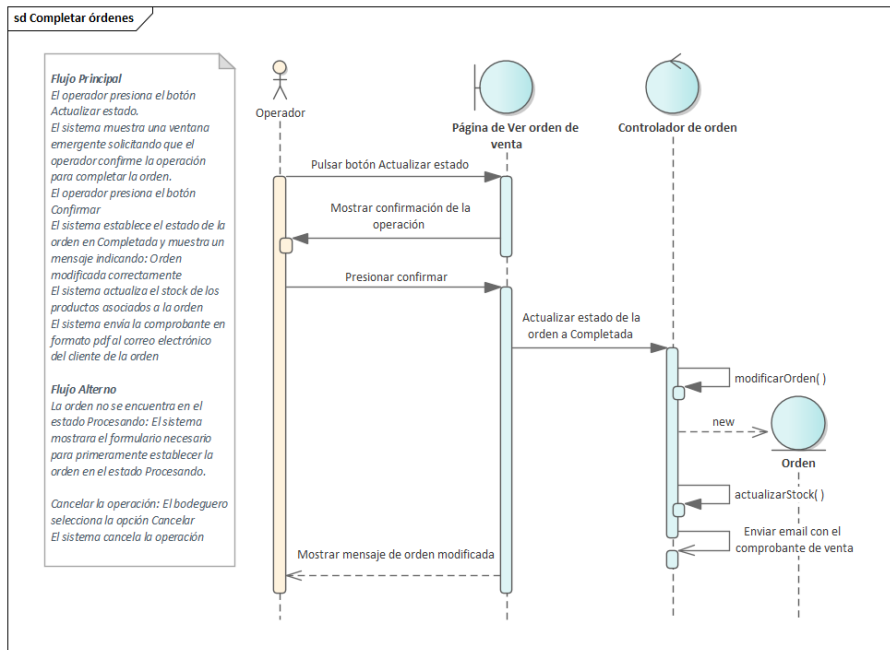 sd Completar órdenes
Flujo Principal
El operador presiona el botón
Actualizar estado.
El sistema muestra una ventana
emergente solicitando que el
operador confirme la operación
para completar la orden.
El operador presiona el botón
Confirmar
El sistema establece el estado de la
orden en Completada y muestra un
mensaje indicando: Orden
modificada correctamente
El sistema actualiza el stock de los
productos asociados a la orden
El sistema envía la comprobante en
formato pdf al correo electrónico
del cliente de la orden
Flujo Alterno
La orden no se encuentra en el
estado Procesando: El sistema
mostrara el formulario necesario
para primeramente establecer la
orden en el estado Procesando.
Cancelar la operación: El bodeguero
selecciona la opción Cancelar
El sistema cancela la operación
Operador
Página de Ver orden de
venta
Controlador de orden
Pulsar botón Actualizar estado
Mostrar confirmación de la
operación
Presionar confirmar
Actualizar estado de la
orden a Completada
modificarOrden( )
new
Orden
actualizarStock( )
Enviar email con el
comprobante de venta
Mostrar mensaje de orden modificada